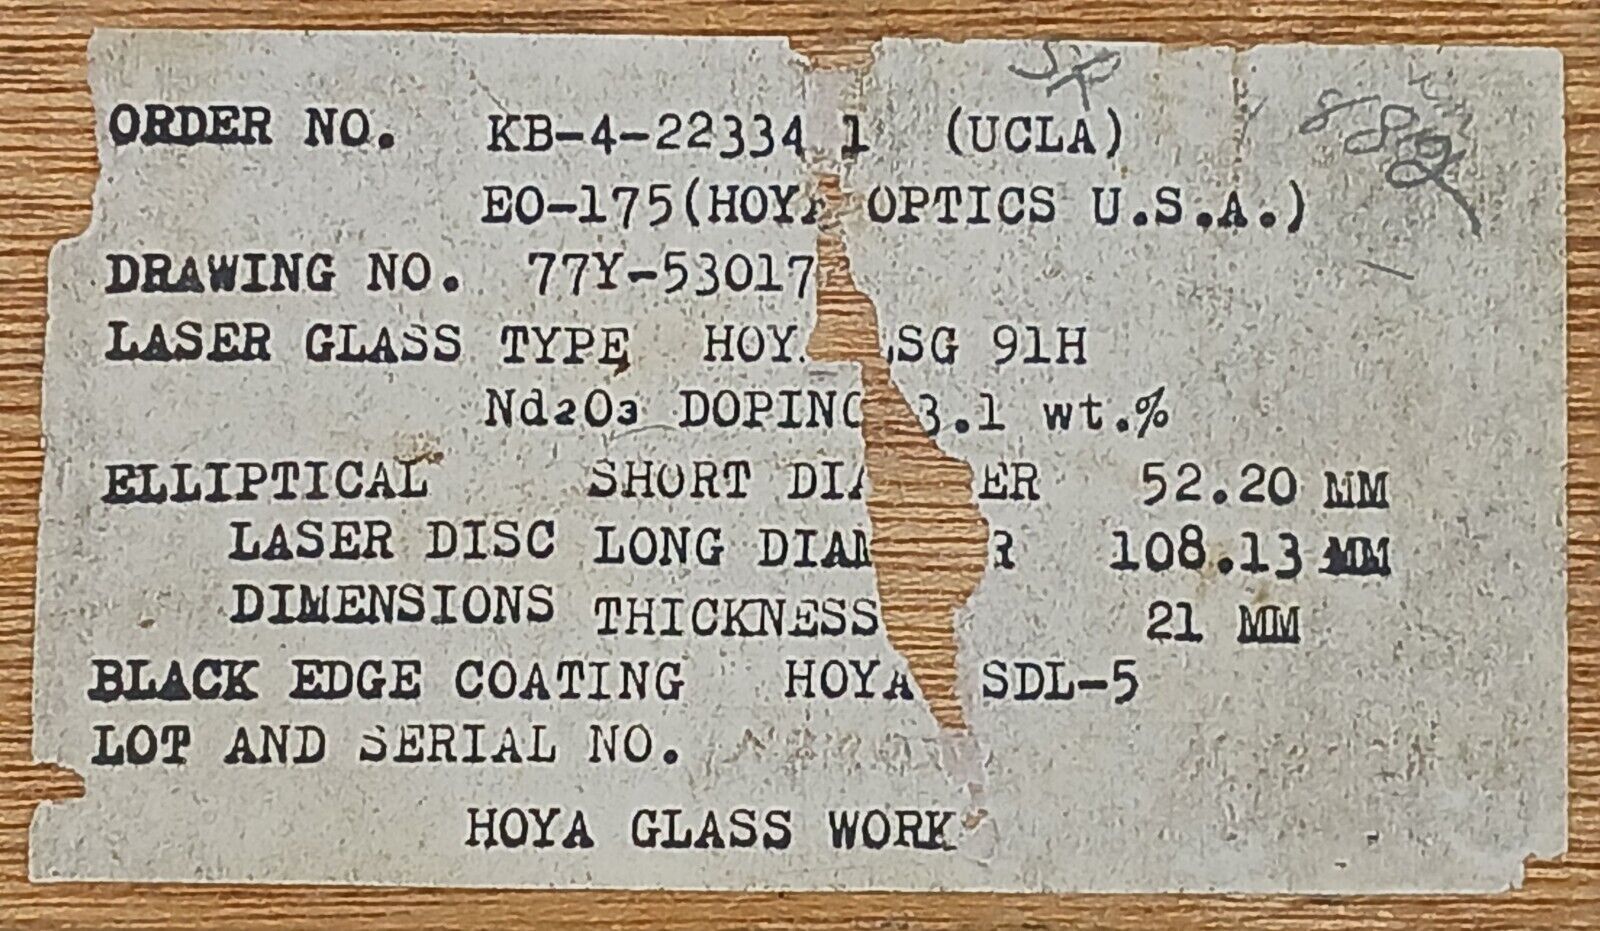 ORDER NO. KB-4-22334 1 (UCLA)
EO-175(HOYA OPTICS U.S.A.)
DRAWING NO. 77Y-53017
LASER GLASS TYPE HOY LSG 91H
Nd2O3 DOPING 3.1 wt.%
ELLIPTICAL SHORT DIA ER 52.20 MM
LASER DISC LONG DIAM R 108.13 MM
DIMENSIONS THICKNESS 21 MM
BLACK EDGE COATING HOYA SDL-5
LOT AND SERIAL NO.
HOYA GLASS WORK